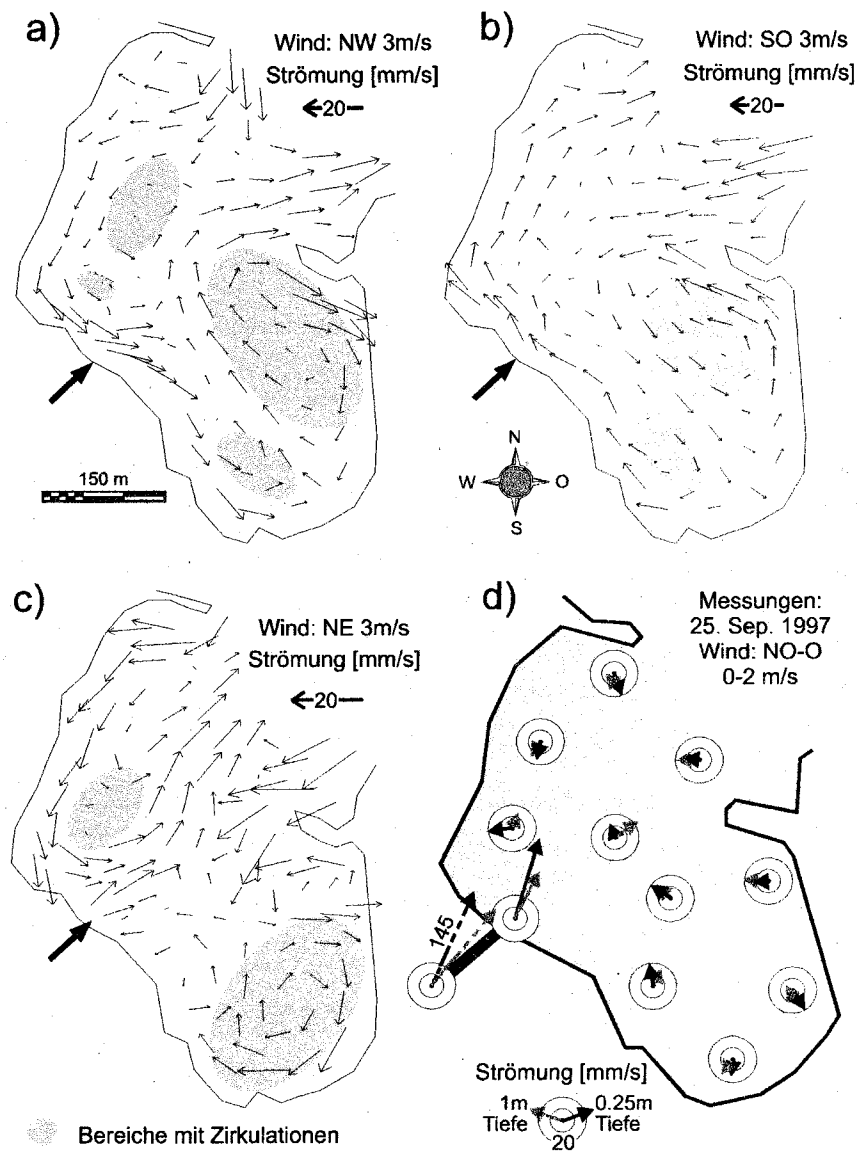 a)
Wind: NW 3m/s
Strömung [mm/s]
20
b)
Wind: SO 3m/s
Strömung [mm/s]
20
150 m
N
W
O
S
c)
Wind: NE 3m/s
Strömung [mm/s]
20
d)
Messungen:
25. Sep. 1997
Wind: NO-O
0-2 m/s
145
Strömung [mm/s]
1m
Tiefe
0.25m
Tiefe
20
Bereiche mit Zirkulationen